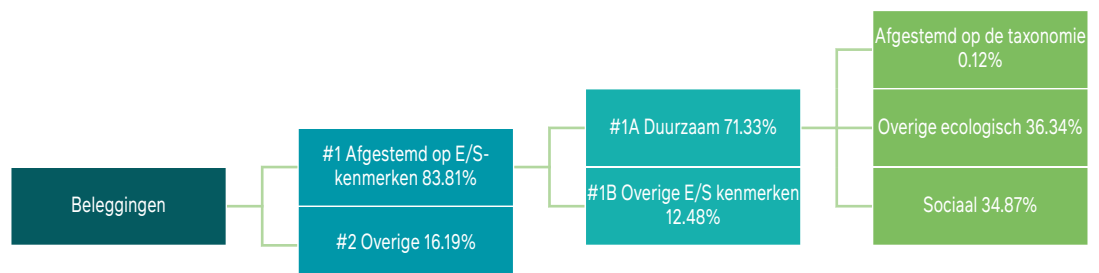 Beleggingen
#1 Afgestemd op E/S-
kenmerken 83.81%
#2 Overige 16.19%
#1A Duurzaam 71.33%
#1B Overige E/S kenmerken
12.48%
Afgestemd op de taxonomie
0.12%
Overige ecologisch 36.34%
Sociaal 34.87%